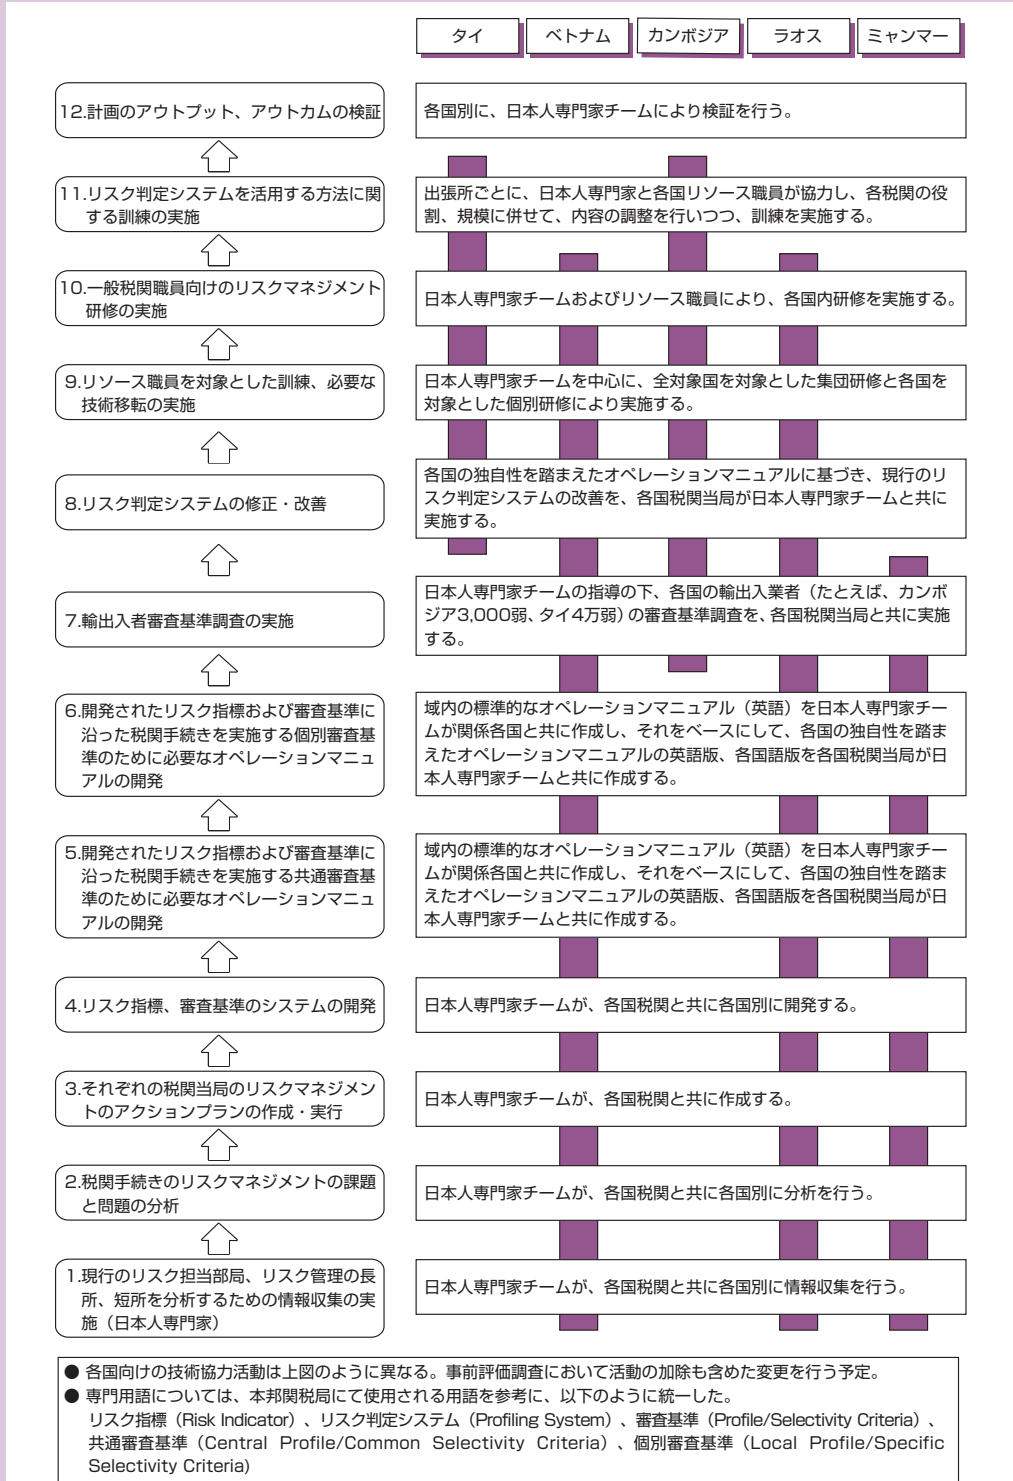 タイ
ベトナム
カンボジア
ラオス
ミャンマー
12.計画のアウトプット、アウトカムの検証
各国別に、日本人専門家チームにより検証を行う。
11.リスク判定システムを活用する方法に関
する訓練の実施
出張所ごとに、日本人専門家と各国リソース職員が協力し、各税関の役
割、規模に併せて、内容の調整を行いつつ、訓練を実施する。
10.一般税関職員向けのリスクマネジメント
研修の実施
日本人専門家チームおよびリソース職員により、各国内研修を実施する。
9.リソース職員を対象とした訓練、必要な
技術移転の実施
日本人専門家チームを中心に、全対象国を対象とした集団研修と各国を
対象とした個別研修により実施する。
8.リスク判定システムの修正・改善
各国の独自性を踏まえたオペレーションマニュアルに基づき、現行のリ
スク判定システムの改善を、各国税関当局が日本人専門家チームと共に
実施する。
7.輸出入者審査基準調査の実施
日本人専門家チームの指導の下、各国の輸出入業者（たとえば、カンボ
ジア3,000弱、タイ4万弱）の審査基準調査を、各国税関当局と共に実施
する。
6.開発されたリスク指標および審査基準に
沿った税関手続きを実施する個別審査基
準のために必要なオペレーションマニュ
アルの開発
域内の標準的なオペレーションマニュアル（英語）を日本人専門家チー
ムが関係各国と共に作成し、それをベースにして、各国の独自性を踏ま
えたオペレーションマニュアルの英語版、各国語版を各国税関当局が日
本人専門家チームと共に作成する。
5.開発されたリスク指標および審査基準に
沿った税関手続きを実施する共通審査基
準のために必要なオペレーションマニュ
アルの開発
域内の標準的なオペレーションマニュアル（英語）を日本人専門家チー
ムが関係各国と共に作成し、それをベースにして、各国の独自性を踏ま
えたオペレーションマニュアルの英語版、各国語版を各国税関当局が日
本人専門家チームと共に作成する。
4.リスク指標、審査基準のシステムの開発
日本人専門家チームが、各国税関と共に各国別に開発する。
3.それぞれの税関当局のリスクマネジメン
トのアクションプランの作成・実行
日本人専門家チームが、各国税関と共に作成する。
2.税関手続きのリスクマネジメントの課題
と問題の分析
日本人専門家チームが、各国税関と共に各国別に分析を行う。
1.現行のリスク担当部局、リスク管理の長
所、短所を分析するための情報収集の実
施（日本人専門家）
日本人専門家チームが、各国税関と共に各国別に情報収集を行う。
● 各国向けの技術協力活動は上図のように異なる。事前評価調査において活動の加除も含めた変更を行う予定。
● 専門用語については、本邦関税局にて使用される用語を参考に、以下のように統一した。
リスク指標（Risk Indicator）、リスク判定システム（Profiling System）、審査基準（Profile/Selectivity Criteria）、
共通審査基準（Central Profile/Common Selectivity Criteria）、個別審査基準（Local Profile/Specific
Selectivity Criteria)